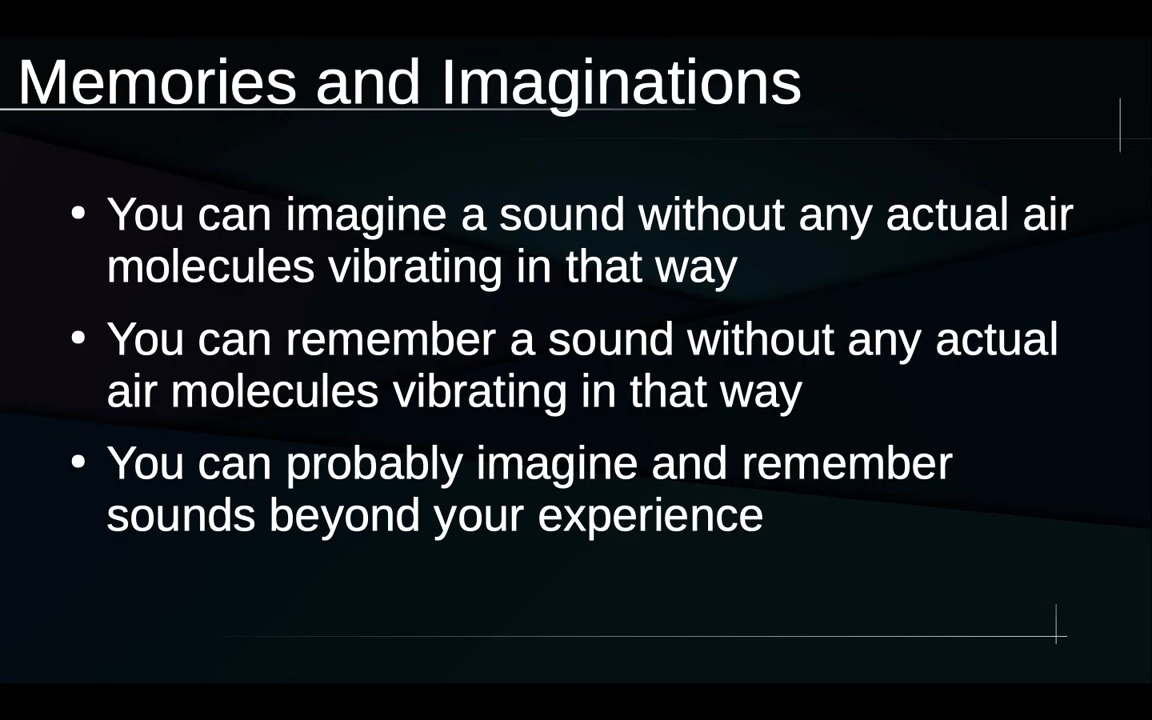 Memories and Imaginations
• You can imagine a sound without any actual air
molecules vibrating in that way
• You can remember a sound without any actual
air molecules vibrating in that way
• You can probably imagine and remember
sounds beyond your experience